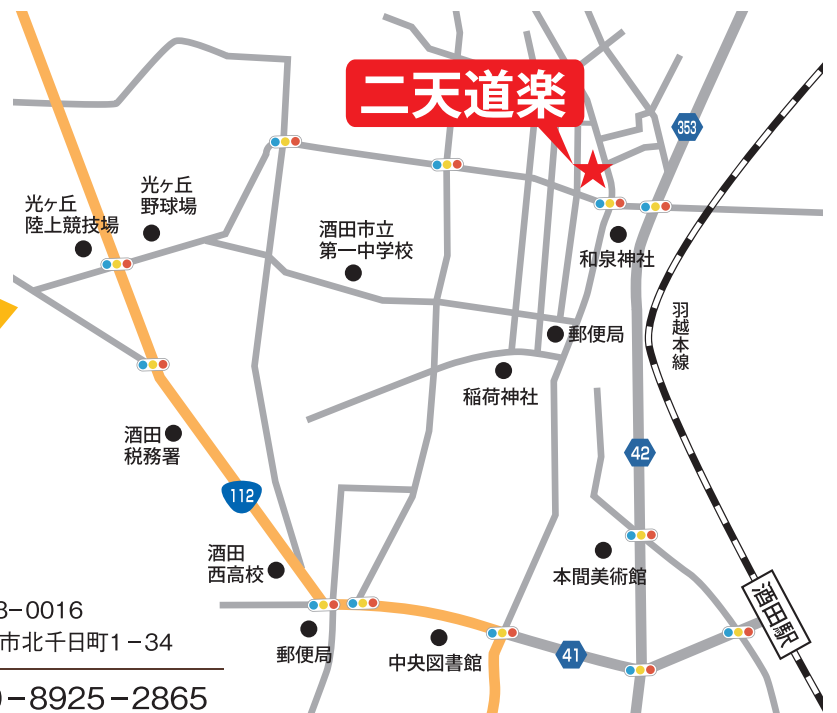 二天道楽
353
光ヶ丘
陸上競技場
光ヶ丘
野球場
酒田市立
第一中学校
和泉神社
羽越本線
郵便局
稲荷神社
酒田
税務署
42
112
酒田
西高校
本間美術館
酒田駅
郵便局
中央図書館
41
-0016
市北千日町1-34
-8925-2865